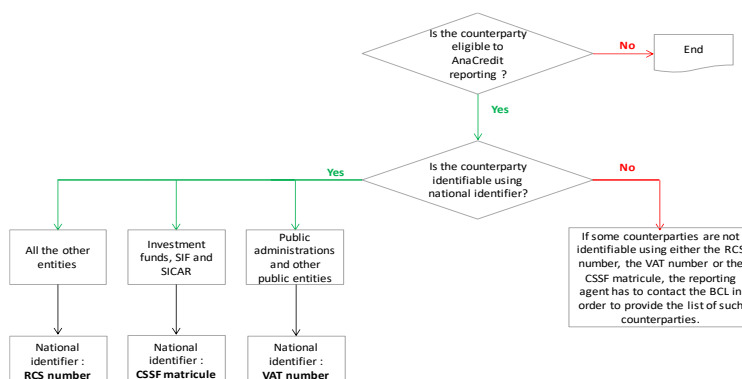 Is the counterparty
eligible to
AnaCredit
reporting ?
No
End
Yes
Is the counterparty
identifiable using
national identifier?
Yes
No
All the other
entities
Investment
funds, SIF and
SICAR
Public
administrations
and other
public entities
If some counterparties are not
identifiable using either the RCS
number, the VAT number or the
CSSF matricule, the reporting
agent has to contact the BCL in
order to provide the list of such
counterparties.
National
identifier :
RCS number
National
identifier :
CSSF matricule
National
identifier :
VAT number